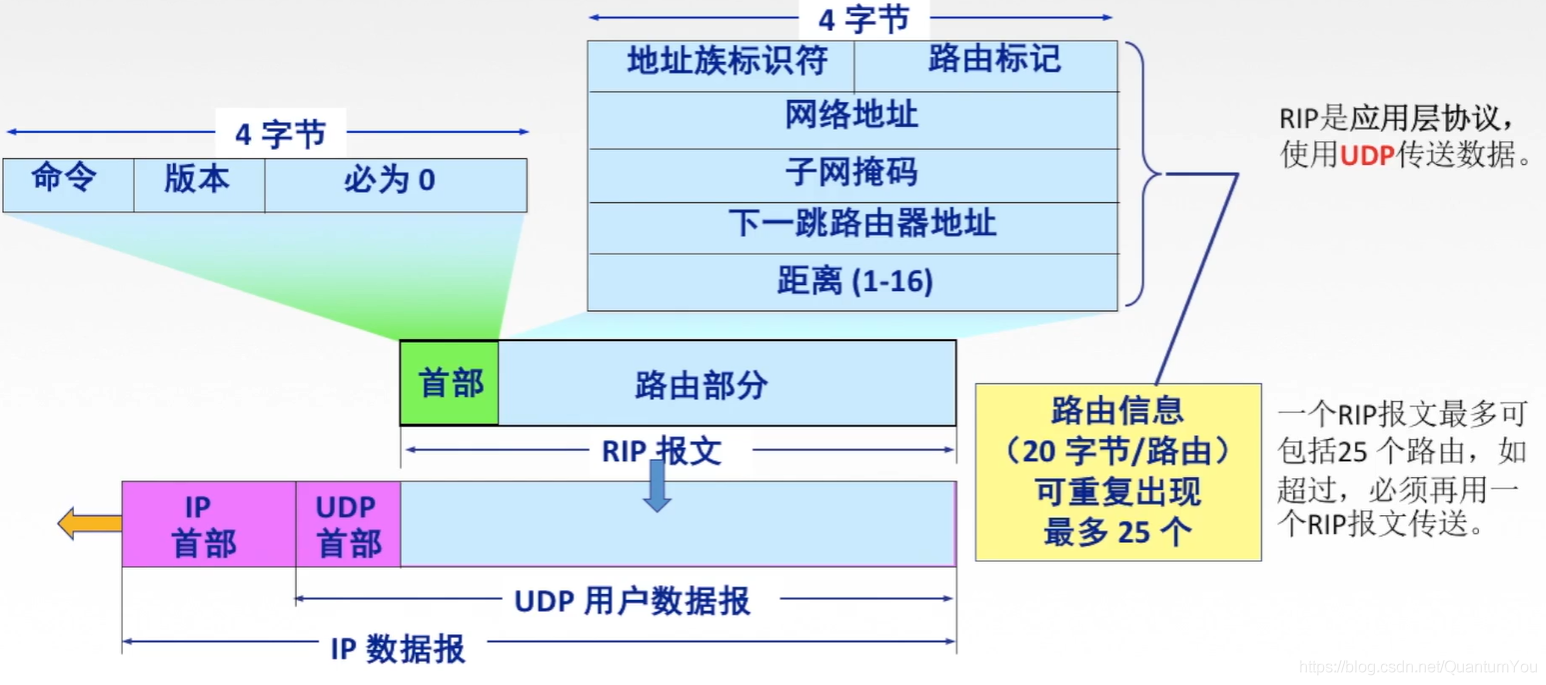 4 字节
地址族标识符
路由标记
网络地址
子网掩码
下一跳路由器地址
距离 (1-16)
4 字节
命令
版本
必为 0
RIP是应用层协议，
使用UDP传送数据。
首部
路由部分
RIP 报文
路由信息
（20 字节/路由）
可重复出现
最多 25 个
一个RIP报文最多可
包括25 个路由，如
超过，必须再用一
个RIP报文传送。
IP
首部
UDP
首部
UDP 用户数据报
IP 数据报
https://blog.csdn.net/QuantumYou